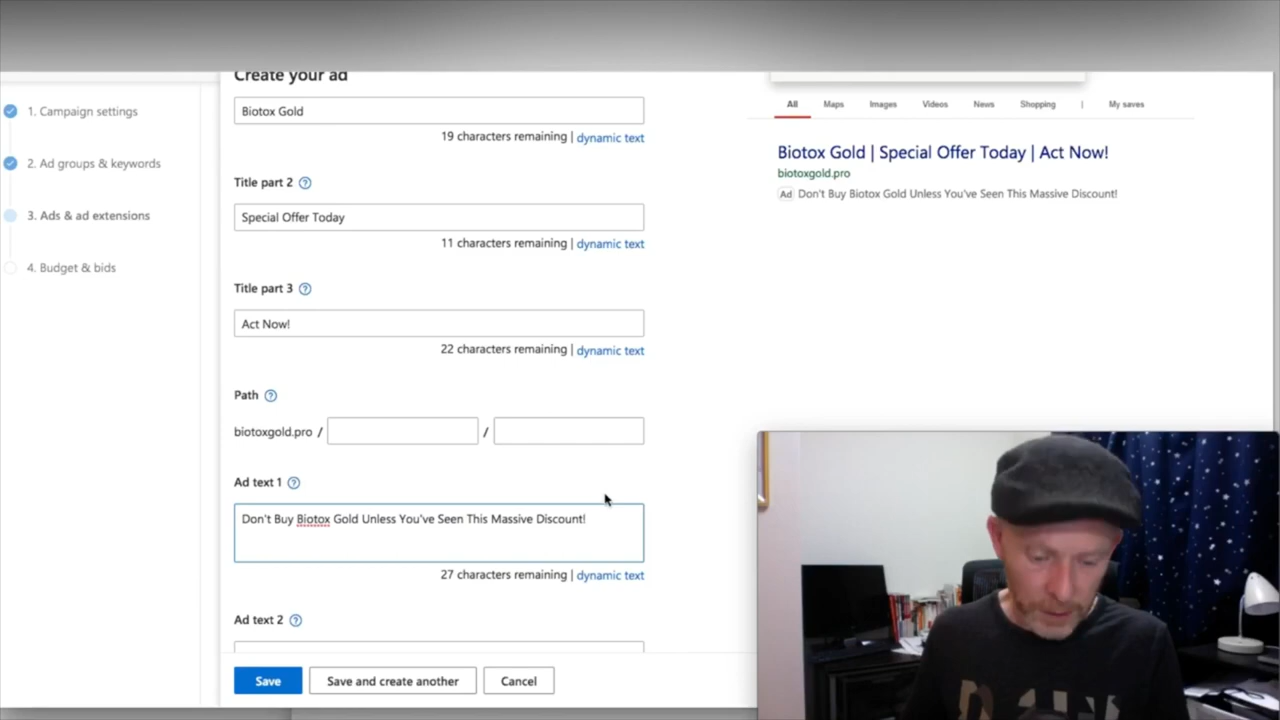 Create your ad
1. Campaign settings
2. Ad groups & keywords
3. Ads & ad extensions
4. Budget & bids
Biotox Gold
19 characters remaining | dynamic text
Title part 2
Special Offer Today
11 characters remaining | dynamic text
Title part 3
Act Now!
22 characters remaining | dynamic text
Path
biotoxgold.pro / /
Ad text 1
Don't Buy Biotox Gold Unless You've Seen This Massive Discount!
27 characters remaining | dynamic text
Ad text 2
Save Save and create another Cancel
All Maps Images Videos News Shopping | My saves
Biotox Gold | Special Offer Today | Act Now!
biotoxgold.pro
Ad Don't Buy Biotox Gold Unless You've Seen This Massive Discount!